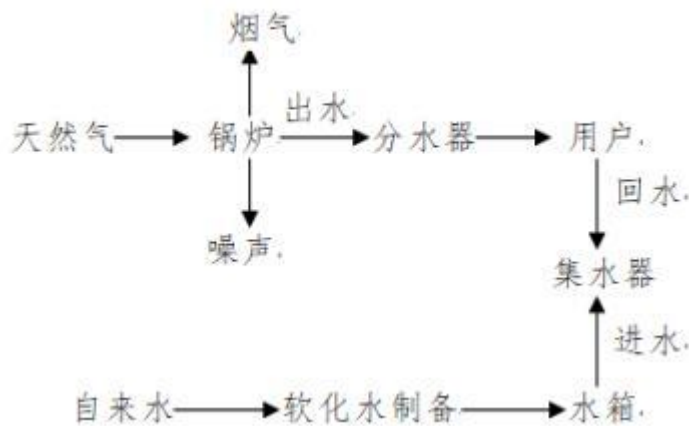 烟气
出水
天然气 锅炉 分水器 用户
回水
噪声
集水器
进水
自来水 软化水制备 水箱